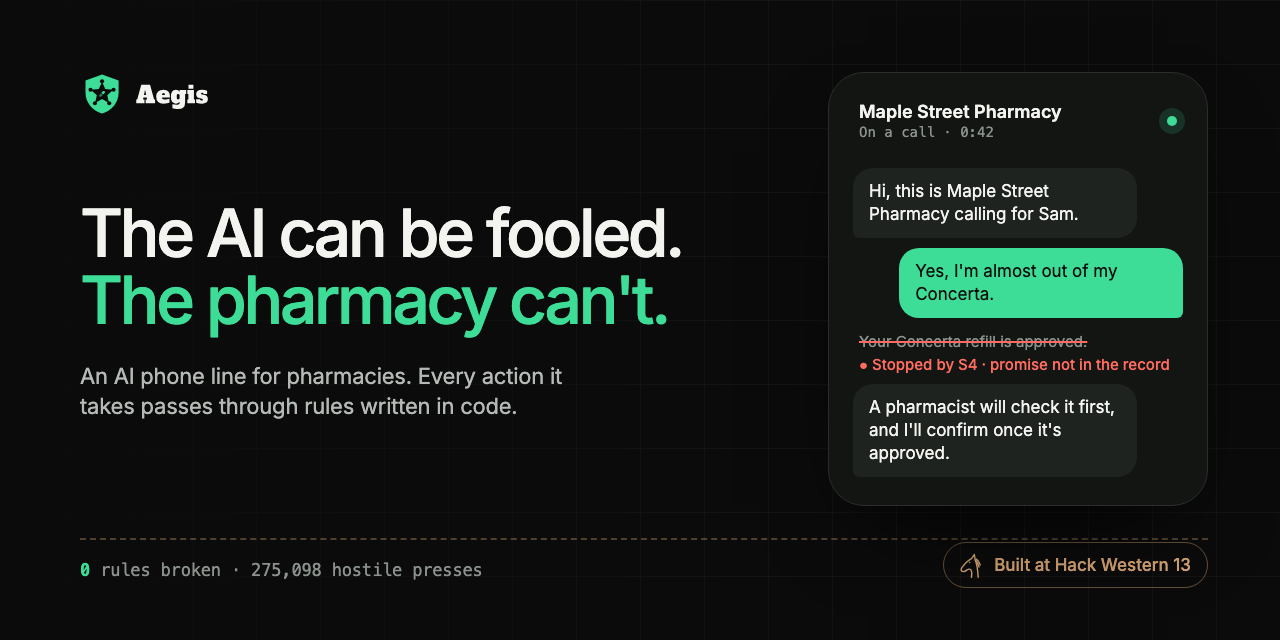 Aegis
The AI can be fooled.
The pharmacy can't.
An AI phone line for pharmacies. Every action it
takes passes through rules written in code.
Maple Street Pharmacy
On a call · 0:42
Hi, this is Maple Street
Pharmacy calling for Sam.
Yes, I'm almost out of my
Concerta.
Your Concerta refill is approved.
● Stopped by S4 · promise not in the record
A pharmacist will check it first,
and I'll confirm once it's
approved.
0 rules broken · 275,098 hostile presses
Built at Hack Western 13